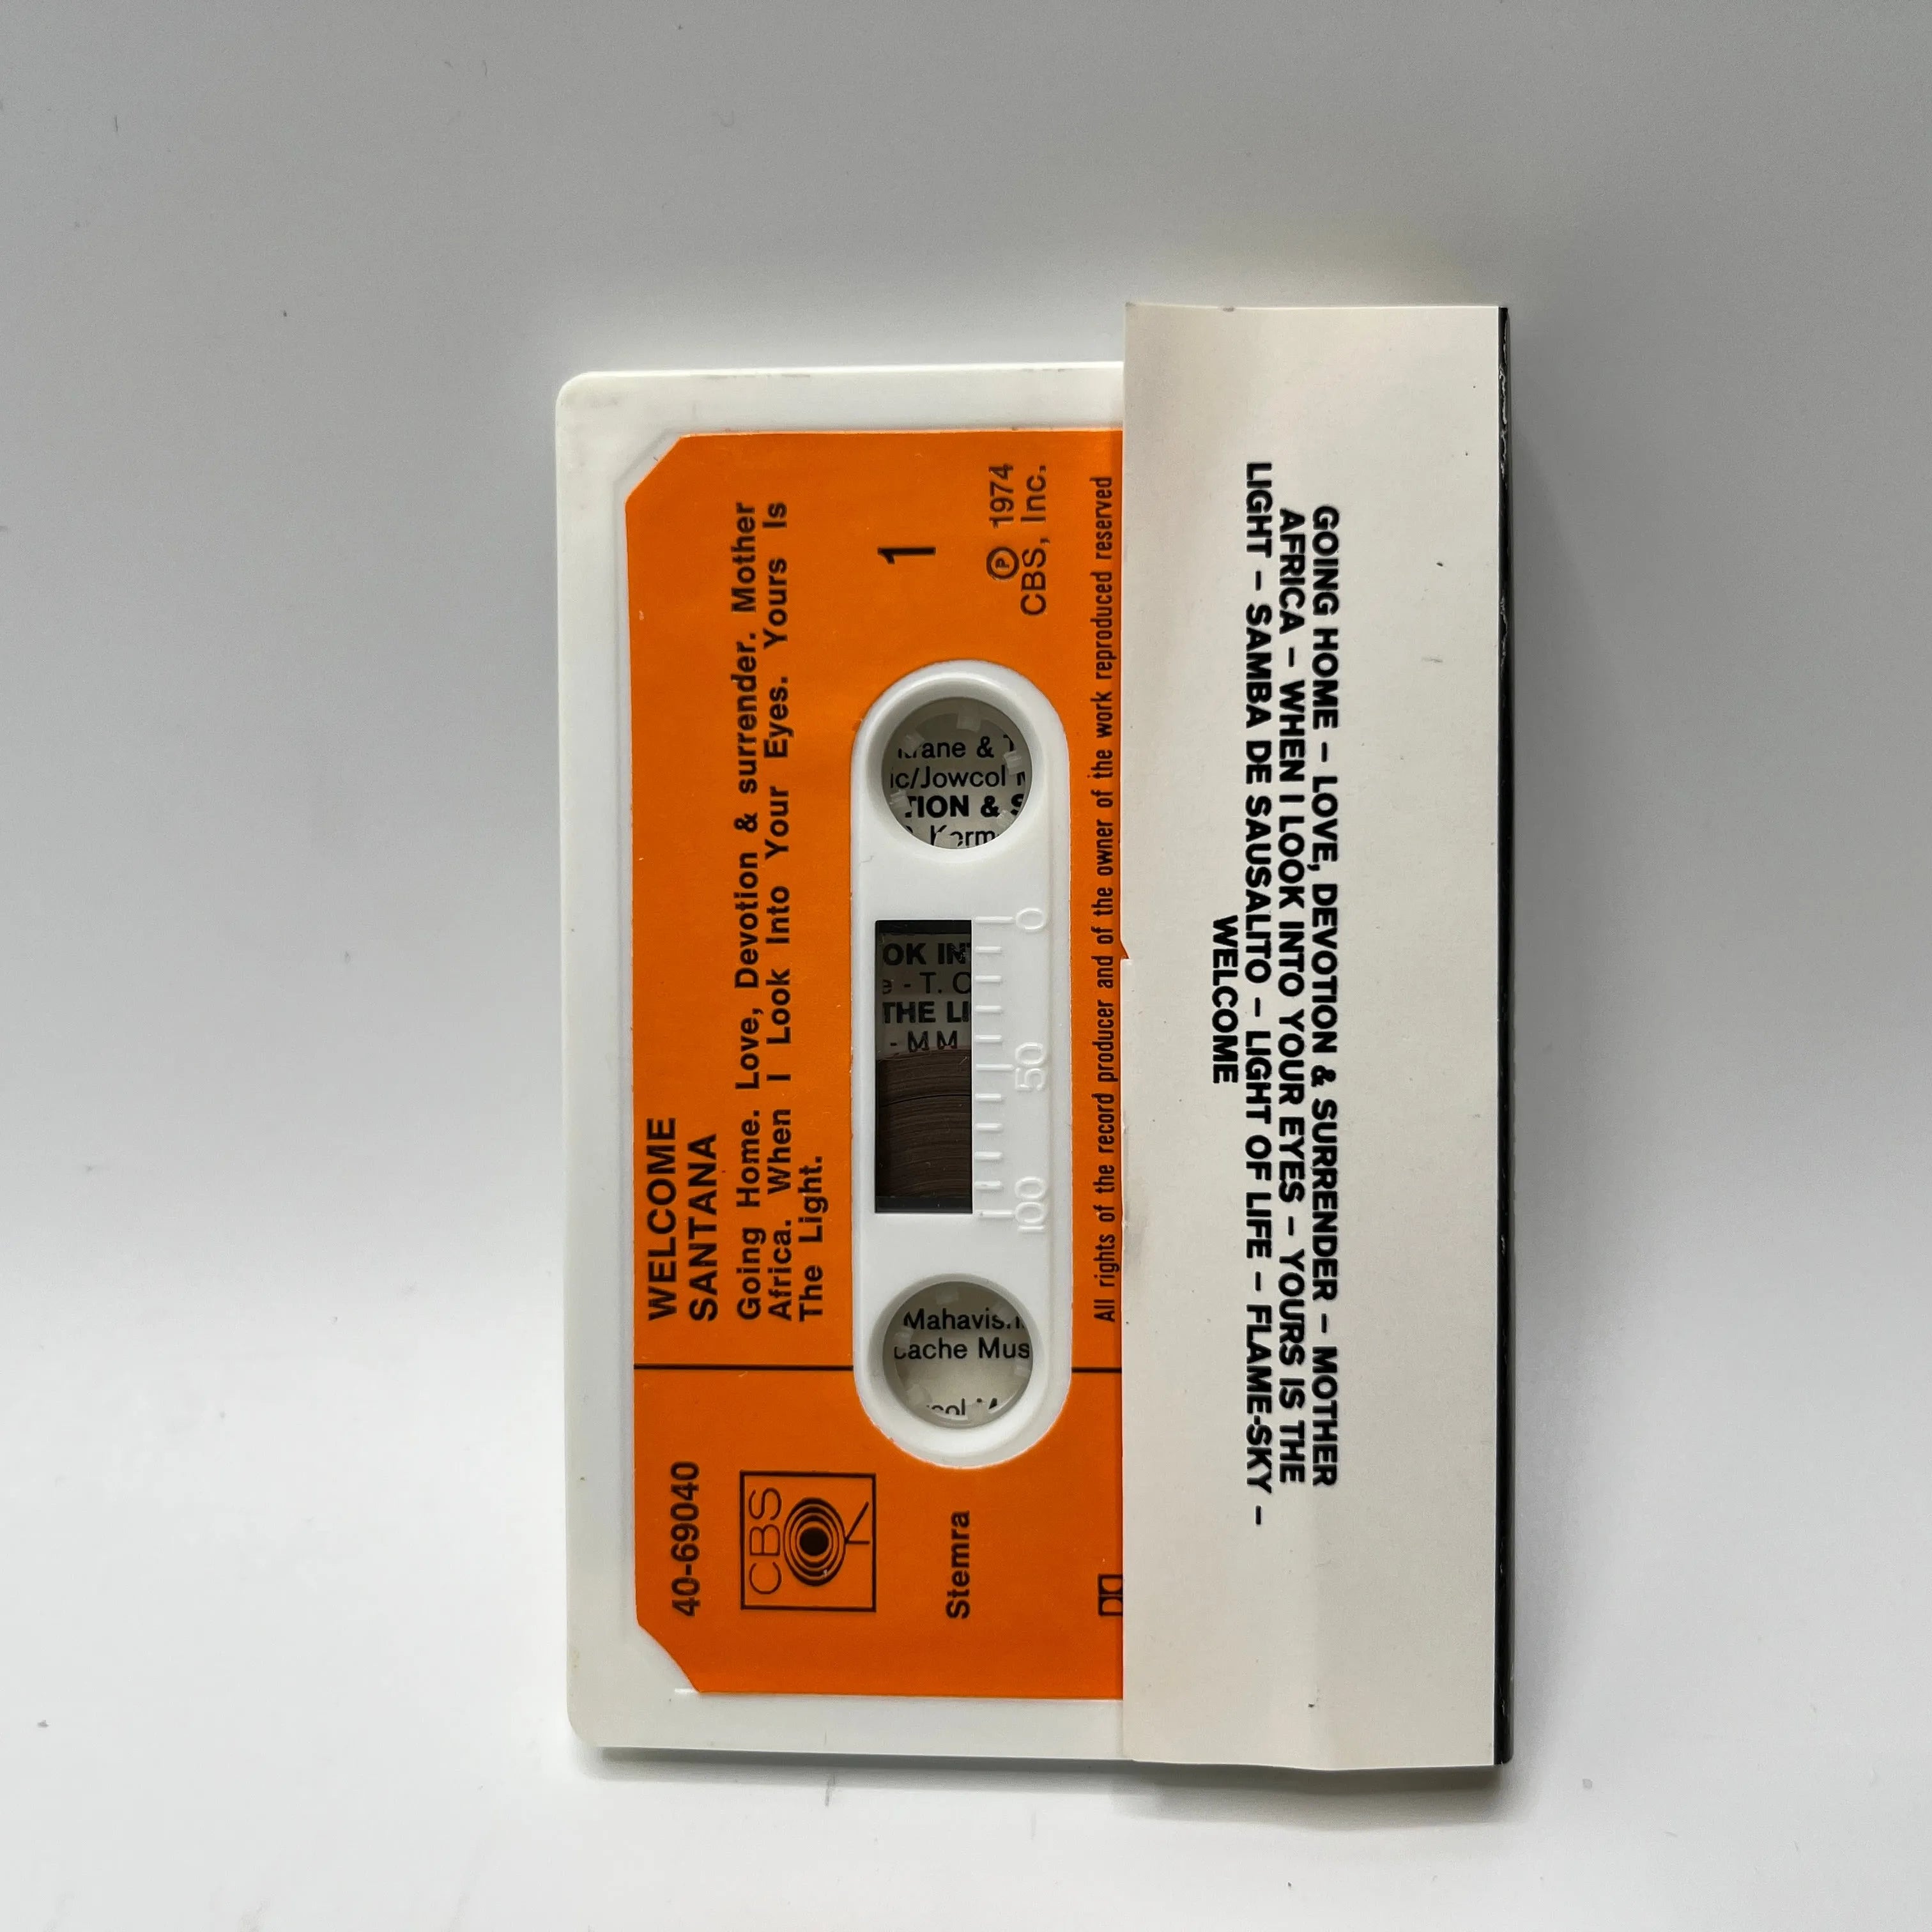 WELCOME
SANTANA
Going Home. Love, Devotion & surrender. Mother
Africa. When I Look Into Your Eyes. Yours Is
The Light.
1
℗ 1974
CBS, Inc.
All rights of the record producer and of the owner of the work reproduced reserved
40-69040
CBS
Stemra
&
TION &
OK
T.
THE
- M M
0
50
100
GOING HOME – LOVE, DEVOTION & SURRENDER – MOTHER
AFRICA – WHEN I LOOK INTO YOUR EYES – YOURS IS THE
LIGHT – SAMBA DE SAUSALITO – LIGHT OF LIFE – FLAME-SKY –
WELCOME